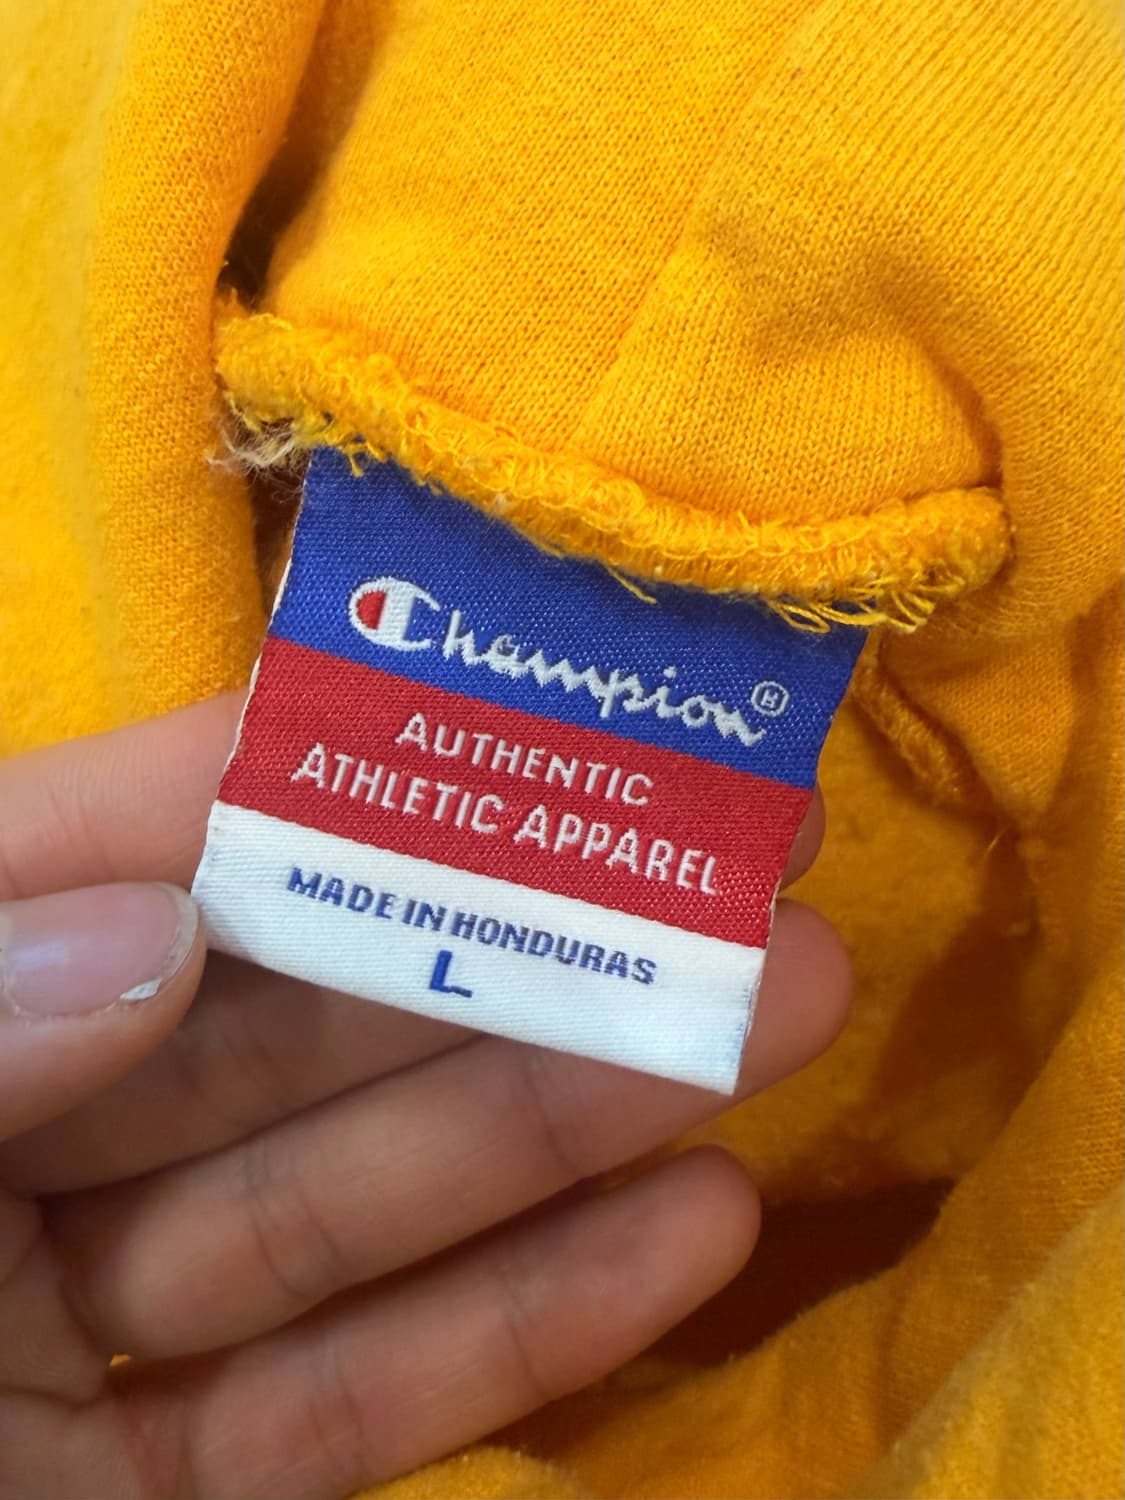 Champion®
AUTHENTIC
ATHLETIC APPAREL
MADE IN HONDURAS
L